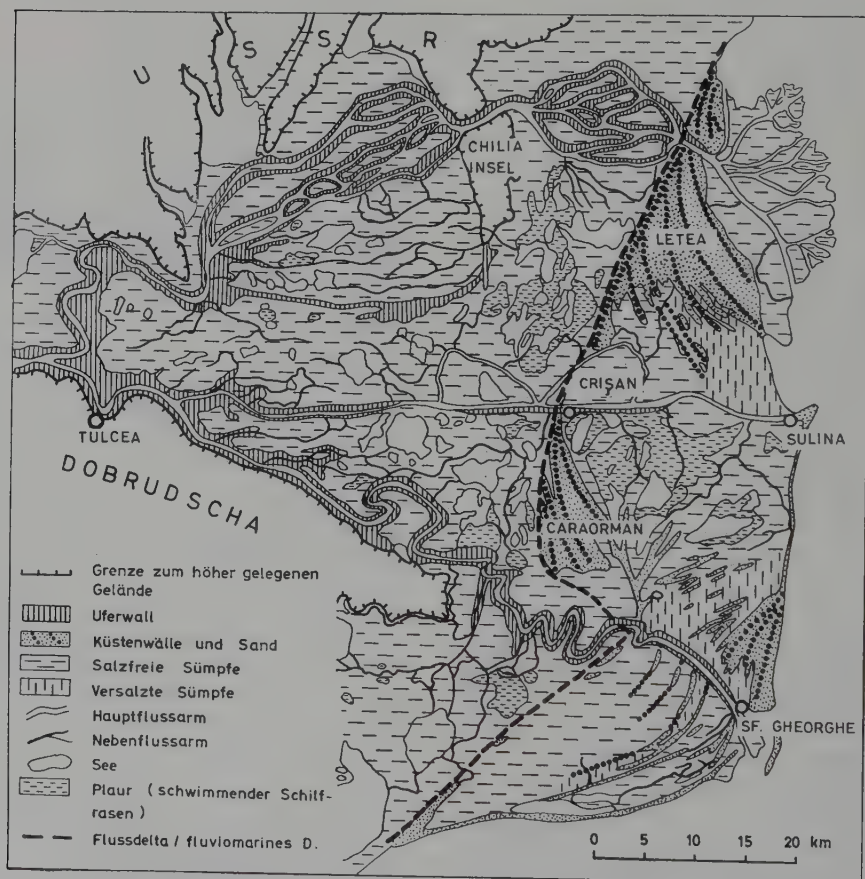 U S S R
CHILIA
INSEL
LETEA
CRIŞAN
TULCEA
SULINA
DOBRUDSCHA
CARAORMAN
SF. GHEORGHE
Grenze zum höher gelegenen
Gelände
Uferwall
Küstenwälle und Sand
Salzfreie Sümpfe
Versalzte Sümpfe
Hauptflussarm
Nebenflussarm
See
Plaur (schwimmender Schilf-
rasen)
Flussdelta / fluviomarines D.
0 5 10 15 20 km